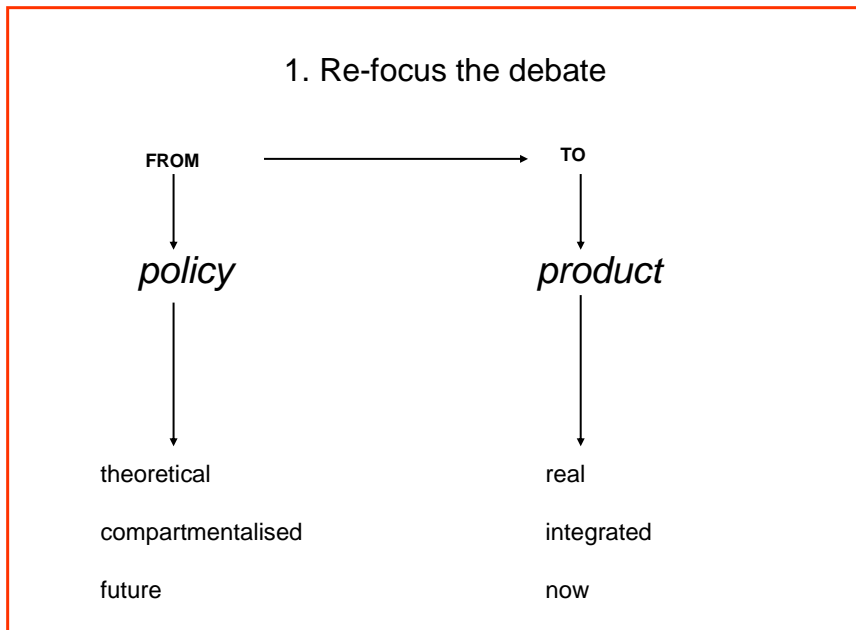 1. Re-focus the debate
FROM TO
policy product
theoretical real
compartmentalised integrated
future now